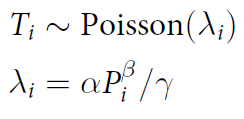 T_i ∼ Poisson(λ_i)
λ_i = αP_i^β/γ